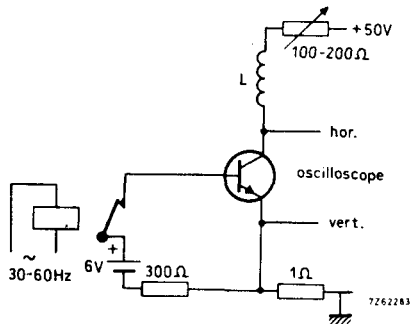 +50V
100-200Ω
L
hor.
oscilloscope
vert.
+
6V
300Ω
1Ω
~
30-60Hz
7Z62283